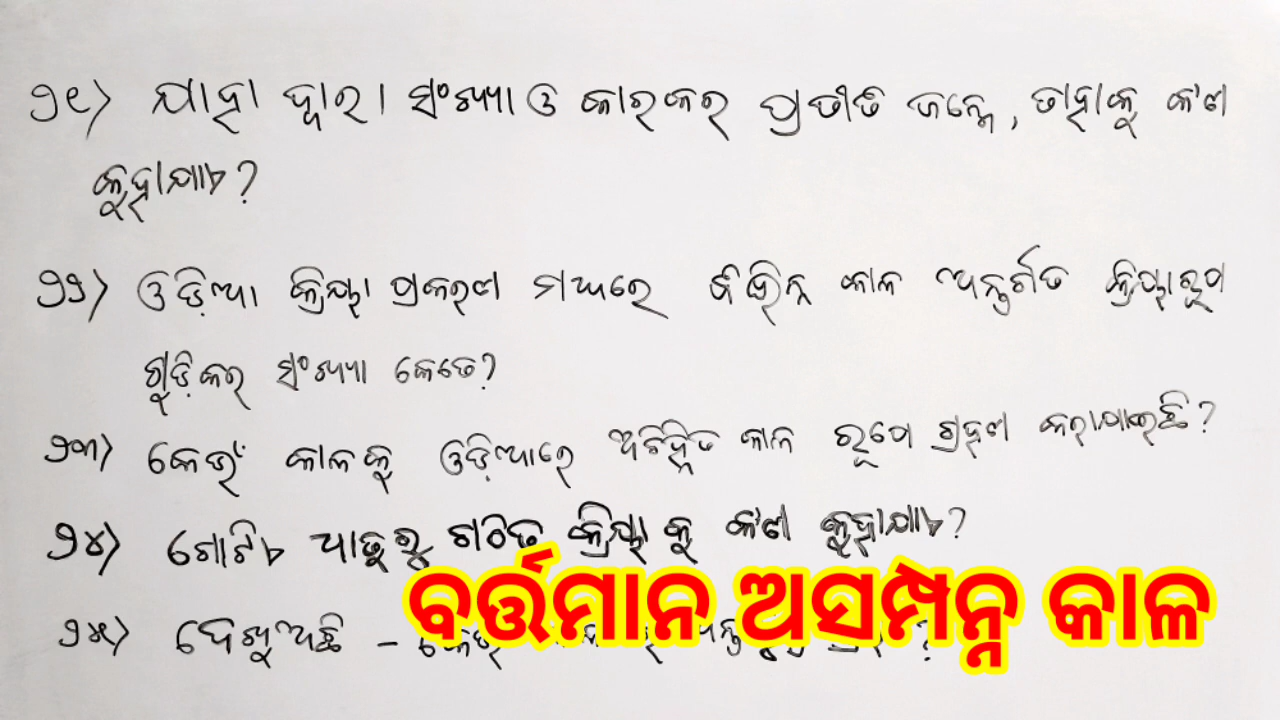 ୨୧) ଯାହା ଦ୍ୱାରା ସଂଖ୍ୟା ଓ କାରକର ପ୍ରତୀତି ଜନ୍ମେ, ତାହାକୁ କ'ଣ
କୁହାଯାଏ?
୨୨) ଓଡ଼ିଆ କ୍ରିୟା ପ୍ରକରଣ ମଧ୍ୟରେ ବିଭିନ୍ନ କାଳ ଅନ୍ତର୍ଗତ କ୍ରିୟାରୂପ
ଗୁଡ଼ିକର ସଂଖ୍ୟା କେତେ?
୨୩) କେଉଁ କାଳକୁ ଓଡ଼ିଆରେ ଅଚିହ୍ନିତ କାଳ ରୂପେ ଗ୍ରହଣ କରାଯାଇଛି?
୨୪) ଗୋଟିଏ ଧାତୁରୁ ଗଠିତ କ୍ରିୟାକୁ କ'ଣ କୁହାଯାଏ?
୨୫) ଦେଖୁଅଛି - କେଉଁ
ବର୍ତ୍ତମାନ ଅସମ୍ପନ୍ନ କାଳ